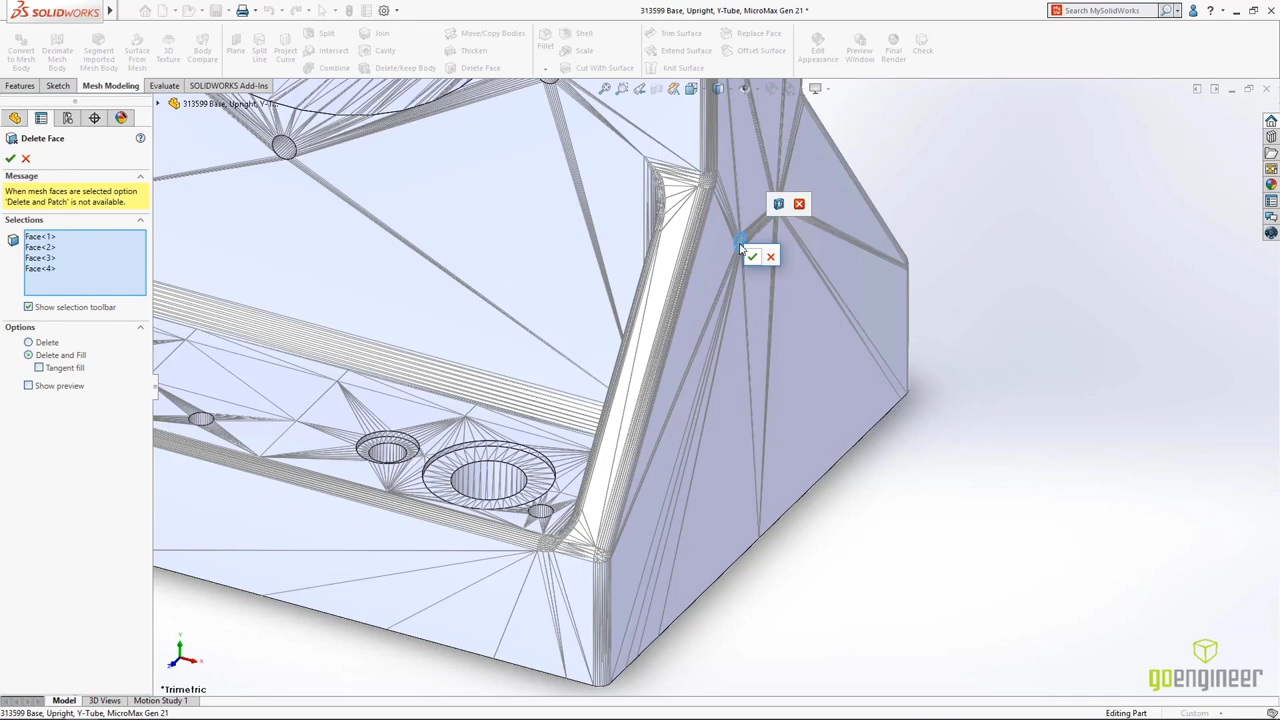 SOLIDWORKS
313599 Base, Upright, Y-Tube, MicroMax Gen 21 *
Search MySolidWorks
Convert to Mesh Body
Decimate Mesh Body
Segment Imported Mesh Body
Surface From Mesh
3D Texture
Body Compare
Plane
Split Line
Project Curve
Split
Intersect
Combine
Join
Cavity
Delete/Keep Body
Move/Copy Bodies
Thicken
Delete Face
Fillet
Shell
Scale
Cut With Surface
Trim Surface
Extend Surface
Knit Surface
Replace Face
Offset Surface
Edit Appearance
Preview Window
Final Render
Check
Features
Sketch
Mesh Modeling
Evaluate
SOLIDWORKS Add-Ins
313599 Base, Upright, Y-T...
Delete Face
Message
When mesh faces are selected option
'Delete and Patch' is not available.
Selections
Face<1>
Face<2>
Face<3>
Face<4>
Show selection toolbar
Options
Delete
Delete and Fill
Tangent fill
Show preview
Y
X
Z
*Trimetric
goengineer
Model
3D Views
Motion Study 1
313599 Base, Upright, Y-Tube, MicroMax Gen 21
Editing Part
Custom